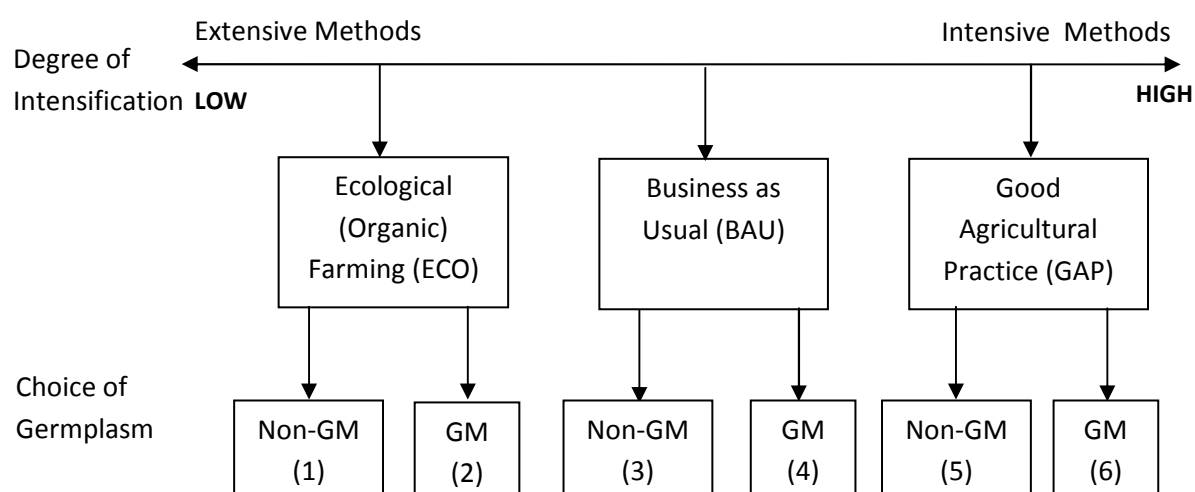 Extensive Methods
Intensive Methods
Degree of
Intensification
LOW
HIGH
Ecological
(Organic)
Farming (ECO)
Business as
Usual (BAU)
Good
Agricultural
Practice (GAP)
Choice of
Germplasm
Non-GM
(1)
GM
(2)
Non-GM
(3)
GM
(4)
Non-GM
(5)
GM
(6)